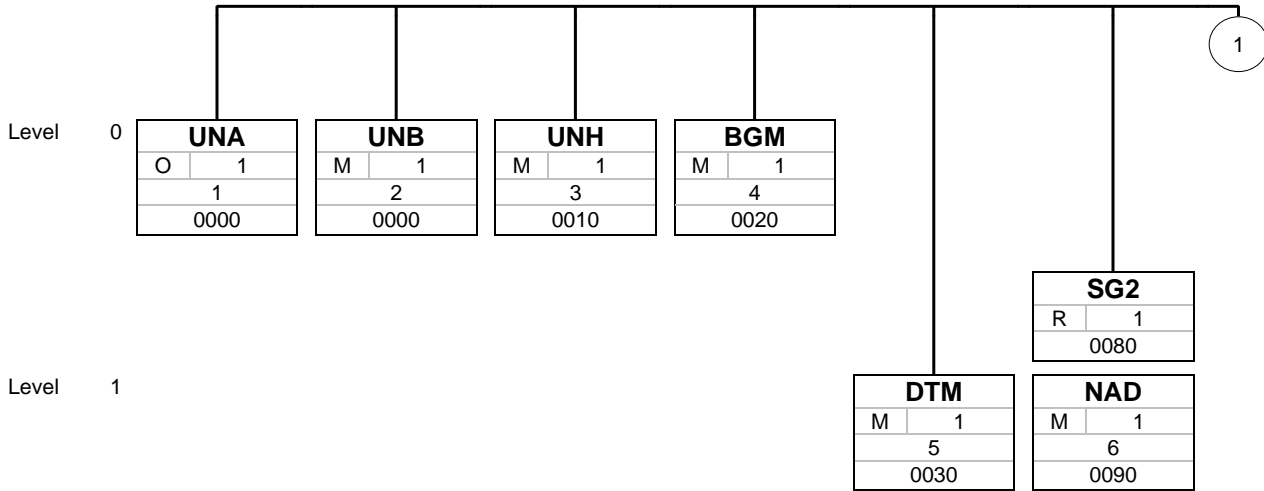 1
Level 0
UNA
O 1
1
0000
UNB
M 1
2
0000
UNH
M 1
3
0010
BGM
M 1
4
0020
SG2
R 1
0080
Level 1
DTM
M 1
5
0030
NAD
M 1
6
0090